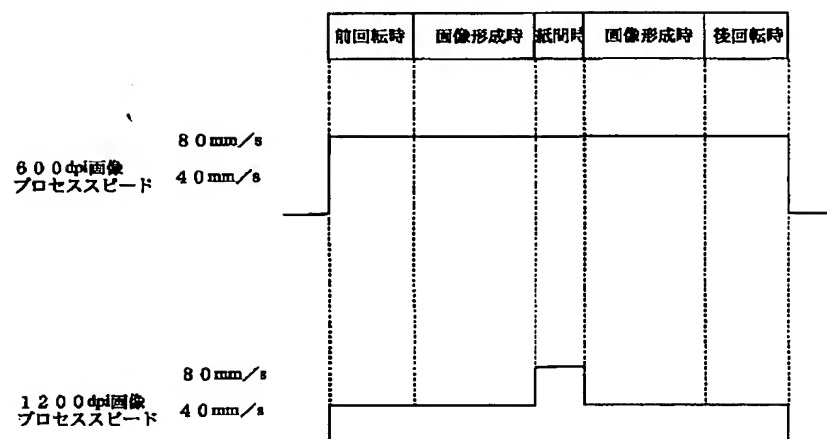 前回転時 画像形成時 紙間時 画像形成時 後回転時
80mm/s
600dpi画像
プロセススピード 40mm/s
80mm/s
1200dpi画像
プロセススピード 40mm/s